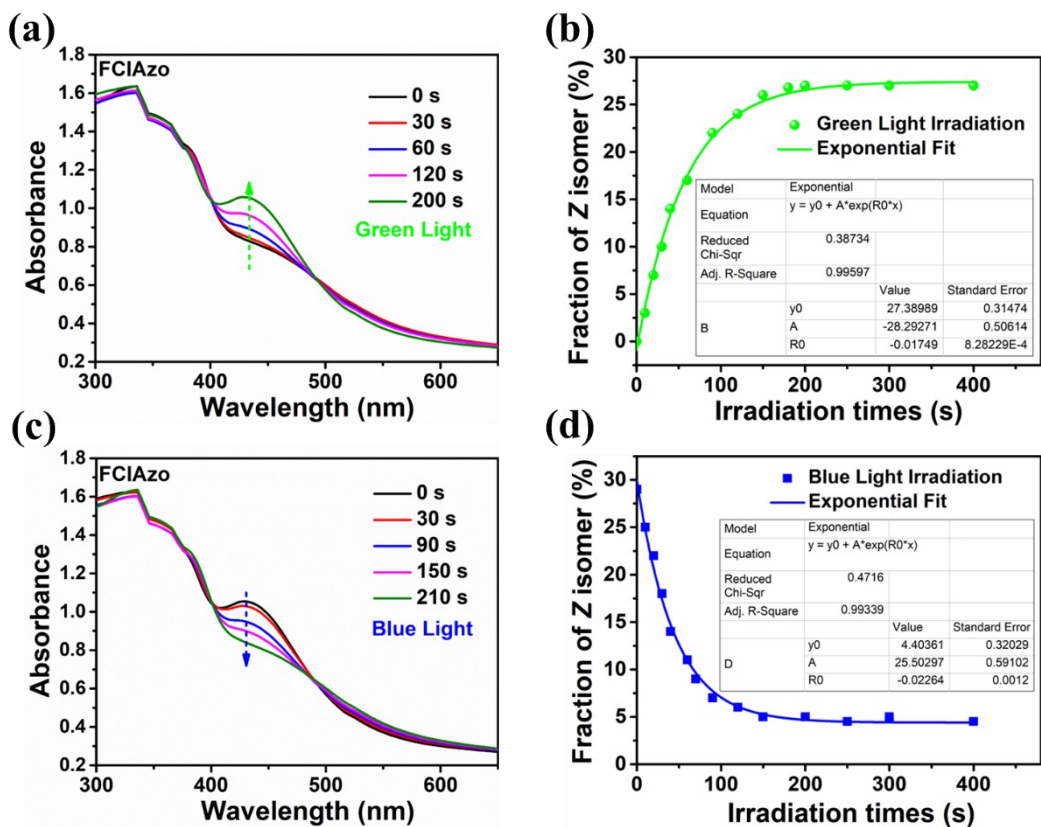 (a)
FClAzo
0 s
30 s
60 s
120 s
200 s
Green Light
Absorbance
1.8
1.6
1.4
1.2
1.0
0.8
0.6
0.4
0.2
300 400 500 600
Wavelength (nm)
(b)
Fraction of Z isomer (%)
30
25
20
15
10
5
0
Green Light Irradiation
Exponential Fit
Model Exponential
Equation y = y0 + A*exp(R0*x)
Reduced Chi-Sqr 0.38734
Adj. R-Square 0.99597
Value Standard Error
B y0 27.38989 0.31474
A -28.29271 0.50614
R0 -0.01749 8.28229E-4
0 100 200 300 400
Irradiation times (s)
(c)
FClAzo
0 s
30 s
90 s
150 s
210 s
Blue Light
Absorbance
1.8
1.6
1.4
1.2
1.0
0.8
0.6
0.4
0.2
300 400 500 600
Wavelength (nm)
(d)
Fraction of Z isomer (%)
30
25
20
15
10
5
0
Blue Light Irradiation
Exponential Fit
Model Exponential
Equation y = y0 + A*exp(R0*x)
Reduced Chi-Sqr 0.4716
Adj. R-Square 0.99339
Value Standard Error
D y0 4.40361 0.32029
A 25.50297 0.59102
R0 -0.02264 0.0012
0 100 200 300 400
Irradiation times (s)